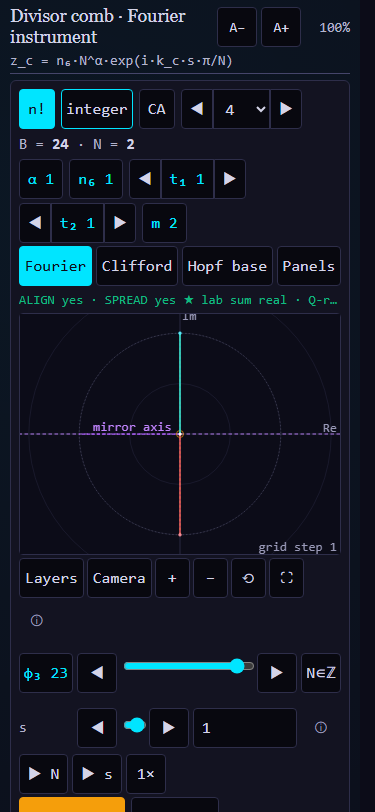 Divisor comb · Fourier instrument A− A+ 100%
z_c = n₆·N^α·exp(i·k_c·s·π/N)
n! integer CA ◀ 4 ▶
B = 24 · N = 2
α 1 n₆ 1 ◀ t₁ 1 ▶
◀ t₂ 1 ▶ m 2
Fourier Clifford Hopf base Panels
ALIGN yes · SPREAD yes ★ lab sum real · Q-r…
Im
mirror axis Re
grid step 1
Layers Camera + − ⟲ ⛶
ⓘ
ϕ₃ 23 ◀ ▶ N∈ℤ
s ◀ ▶ 1 ⓘ
▶ N ▶ s 1×